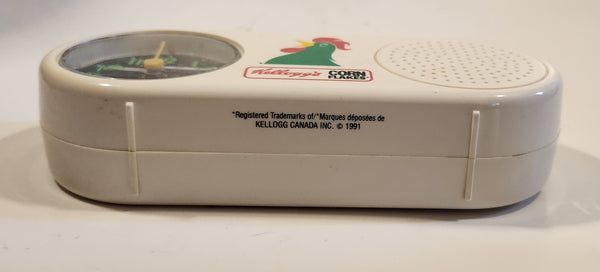 Kellogg's CORN
FLAKES
*Registered Trademarks of/*Marques déposées de
KELLOGG CANADA INC. © 1991